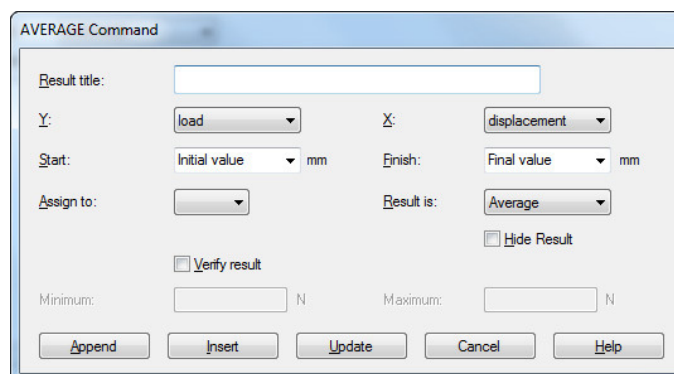 AVERAGE Command
Result title:
Y: load X: displacement
Start: Initial value mm Finish: Final value mm
Assign to: Result is: Average
Hide Result
Verify result
Minimum: N Maximum: N
Append Insert Update Cancel Help